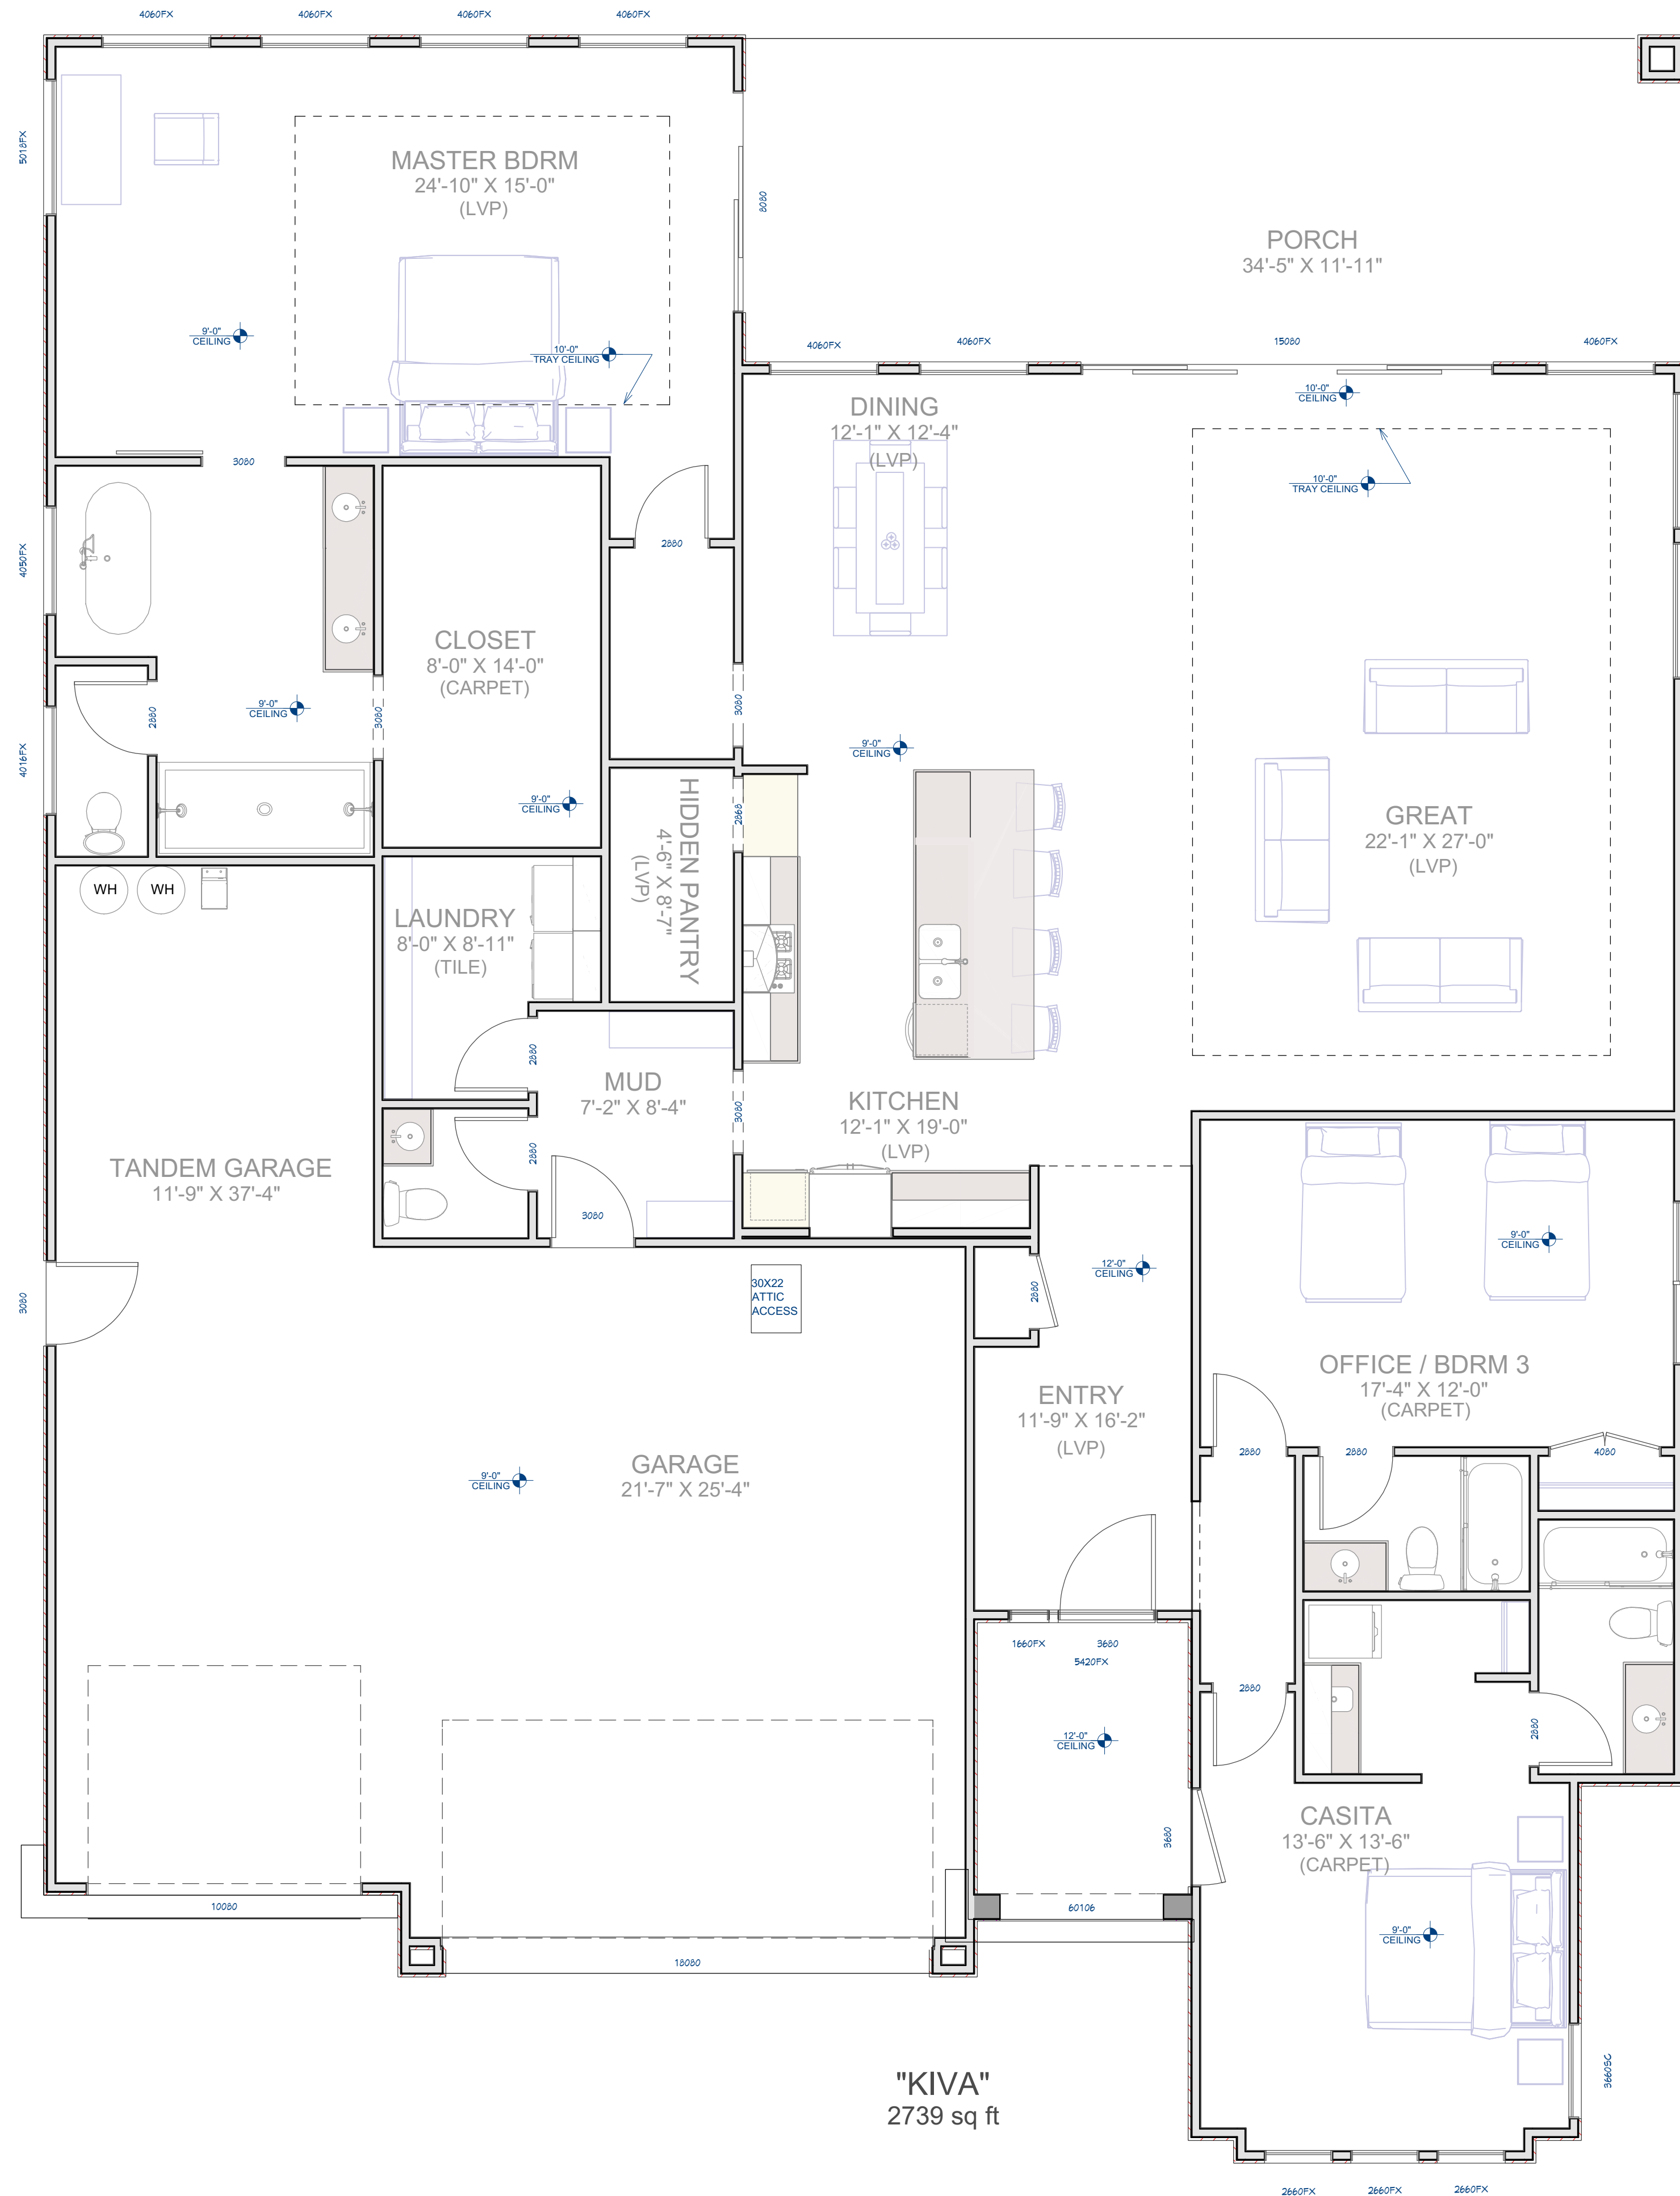 4060FX
4060FX
4060FX
4060FX
5018FX
MASTER BDRM
24'-10" X 15'-0"
(LVP)
8080
PORCH
34'-5" X 11'-11"
9'-0"
CEILING
10'-0"
TRAY CEILING
4060FX
4060FX
15080
4060FX
10'-0"
CEILING
DINING
12'-1" X 12'-4"
(LVP)
3080
10'-0"
TRAY CEILING
4050FX
2880
CLOSET
8'-0" X 14'-0"
(CARPET)
9'-0"
CEILING
2880
3080
3080
9'-0"
CEILING
4016FX
9'-0"
CEILING
HIDDEN PANTRY
4'-6" X 8'-7"
(LVP)
2868
GREAT
22'-1" X 27'-0"
(LVP)
WH
WH
LAUNDRY
8'-0" X 8'-11"
(TILE)
2880
MUD
7'-2" X 8'-4"
3080
KITCHEN
12'-1" X 19'-0"
(LVP)
2880
TANDEM GARAGE
11'-9" X 37'-4"
3080
9'-0"
CEILING
3080
30X22
ATTIC
ACCESS
2880
12'-0"
CEILING
OFFICE / BDRM 3
17'-4" X 12'-0"
(CARPET)
ENTRY
11'-9" X 16'-2"
(LVP)
2880
2880
4080
GARAGE
21'-7" X 25'-4"
9'-0"
CEILING
1660FX
3680
5420FX
2880
2880
12'-0"
CEILING
3680
CASITA
13'-6" X 13'-6"
(CARPET)
10080
60106
9'-0"
CEILING
18080
3660SC
"KIVA"
2739 sq ft
2660FX
2660FX
2660FX